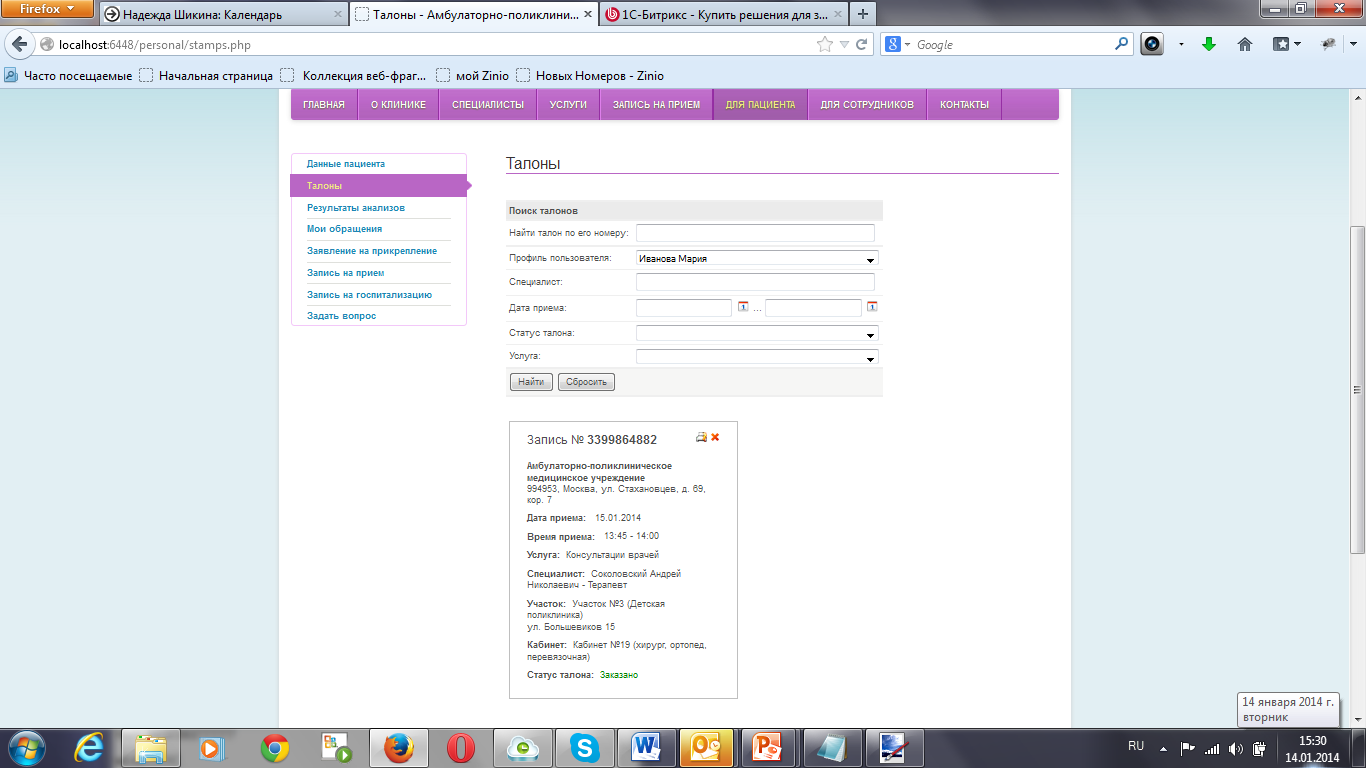 Firefox
Надежда Шикина: Календарь
Талоны - Амбулаторно-поликлини...
1С-Битрикс - Купить решения для з...
localhost:6448/personal/stamps.php
Google
Часто посещаемые
Начальная страница
Коллекция веб-фраг...
мой Zinio
Новых Номеров - Zinio
ГЛАВНАЯ
О КЛИНИКЕ
СПЕЦИАЛИСТЫ
УСЛУГИ
ЗАПИСЬ НА ПРИЕМ
ДЛЯ ПАЦИЕНТА
ДЛЯ СОТРУДНИКОВ
КОНТАКТЫ
Данные пациента
Талоны
Результаты анализов
Мои обращения
Заявление на прикрепление
Запись на прием
Запись на госпитализацию
Задать вопрос
Талоны
Поиск талонов
Найти талон по его номеру:
Профиль пользователя: Иванова Мария
Специалист:
Дата приема: ...
Статус талона:
Услуга:
Найти
Сбросить
Запись № 3399864882
Амбулаторно-поликлиническое
медицинское учреждение
994953, Москва, ул. Стахановцев, д. 69,
кор. 7
Дата приема: 15.01.2014
Время приема: 13:45 - 14:00
Услуга: Консультации врачей
Специалист: Соколовский Андрей
Николаевич - Терапевт
Участок: Участок №3 (Детская
поликлиника)
ул. Большевиков 15
Кабинет: Кабинет №19 (хирург, ортопед,
перевязочная)
Статус талона: Заказано
14 января 2014 г.
вторник
RU
15:30
14.01.2014